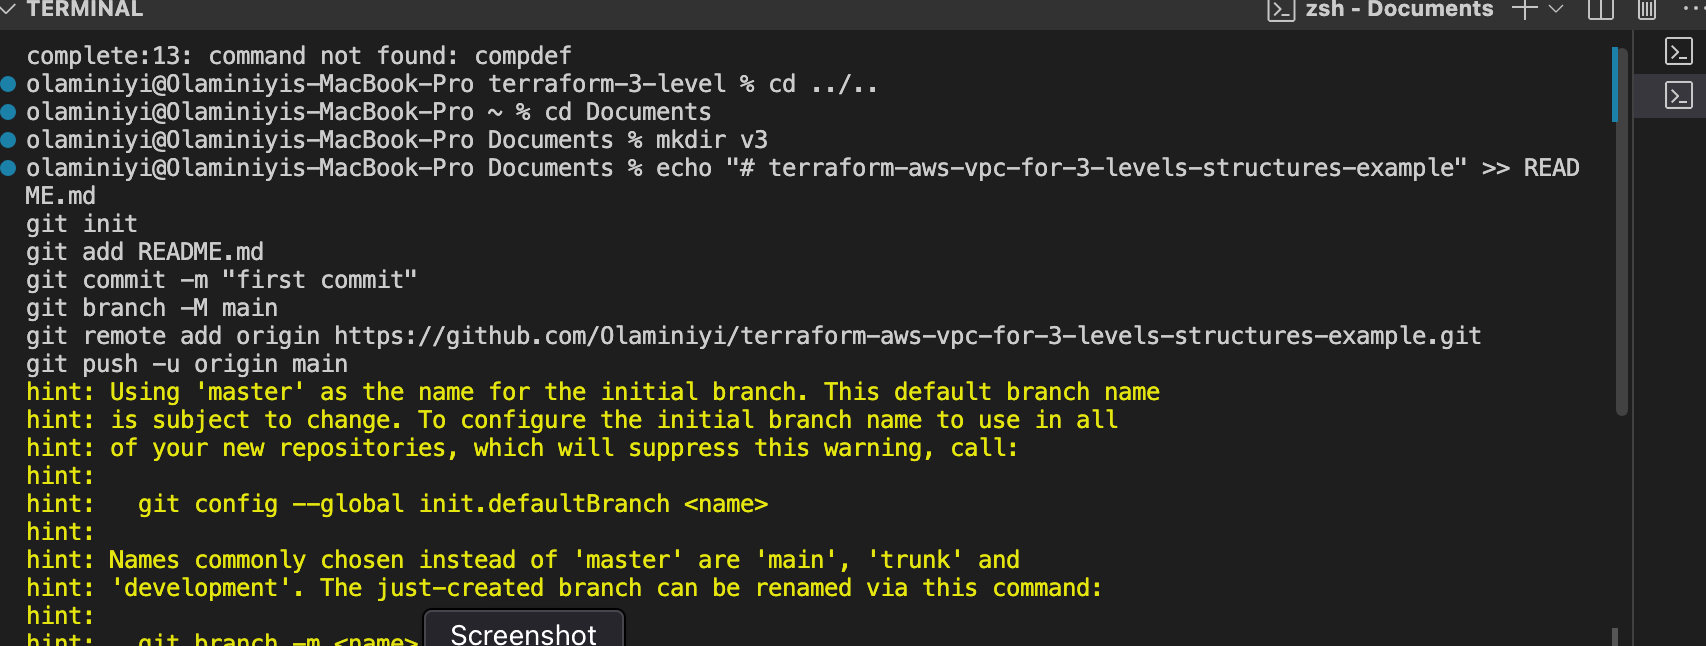 TERMINAL
zsh - Documents
complete:13: command not found: compdef
olaminiyi@Olaminiyis-MacBook-Pro terraform-3-level % cd ../..
olaminiyi@Olaminiyis-MacBook-Pro ~ % cd Documents
olaminiyi@Olaminiyis-MacBook-Pro Documents % mkdir v3
olaminiyi@Olaminiyis-MacBook-Pro Documents % echo "# terraform-aws-vpc-for-3-levels-structures-example" >> READ
ME.md
git init
git add README.md
git commit -m "first commit"
git branch -M main
git remote add origin https://github.com/Olaminiyi/terraform-aws-vpc-for-3-levels-structures-example.git
git push -u origin main
hint: Using 'master' as the name for the initial branch. This default branch name
hint: is subject to change. To configure the initial branch name to use in all
hint: of your new repositories, which will suppress this warning, call:
hint:
hint:   git config --global init.defaultBranch <name>
hint:
hint: Names commonly chosen instead of 'master' are 'main', 'trunk' and
hint: 'development'. The just-created branch can be renamed via this command:
hint:
hint:   git branch -m <name>
Screenshot